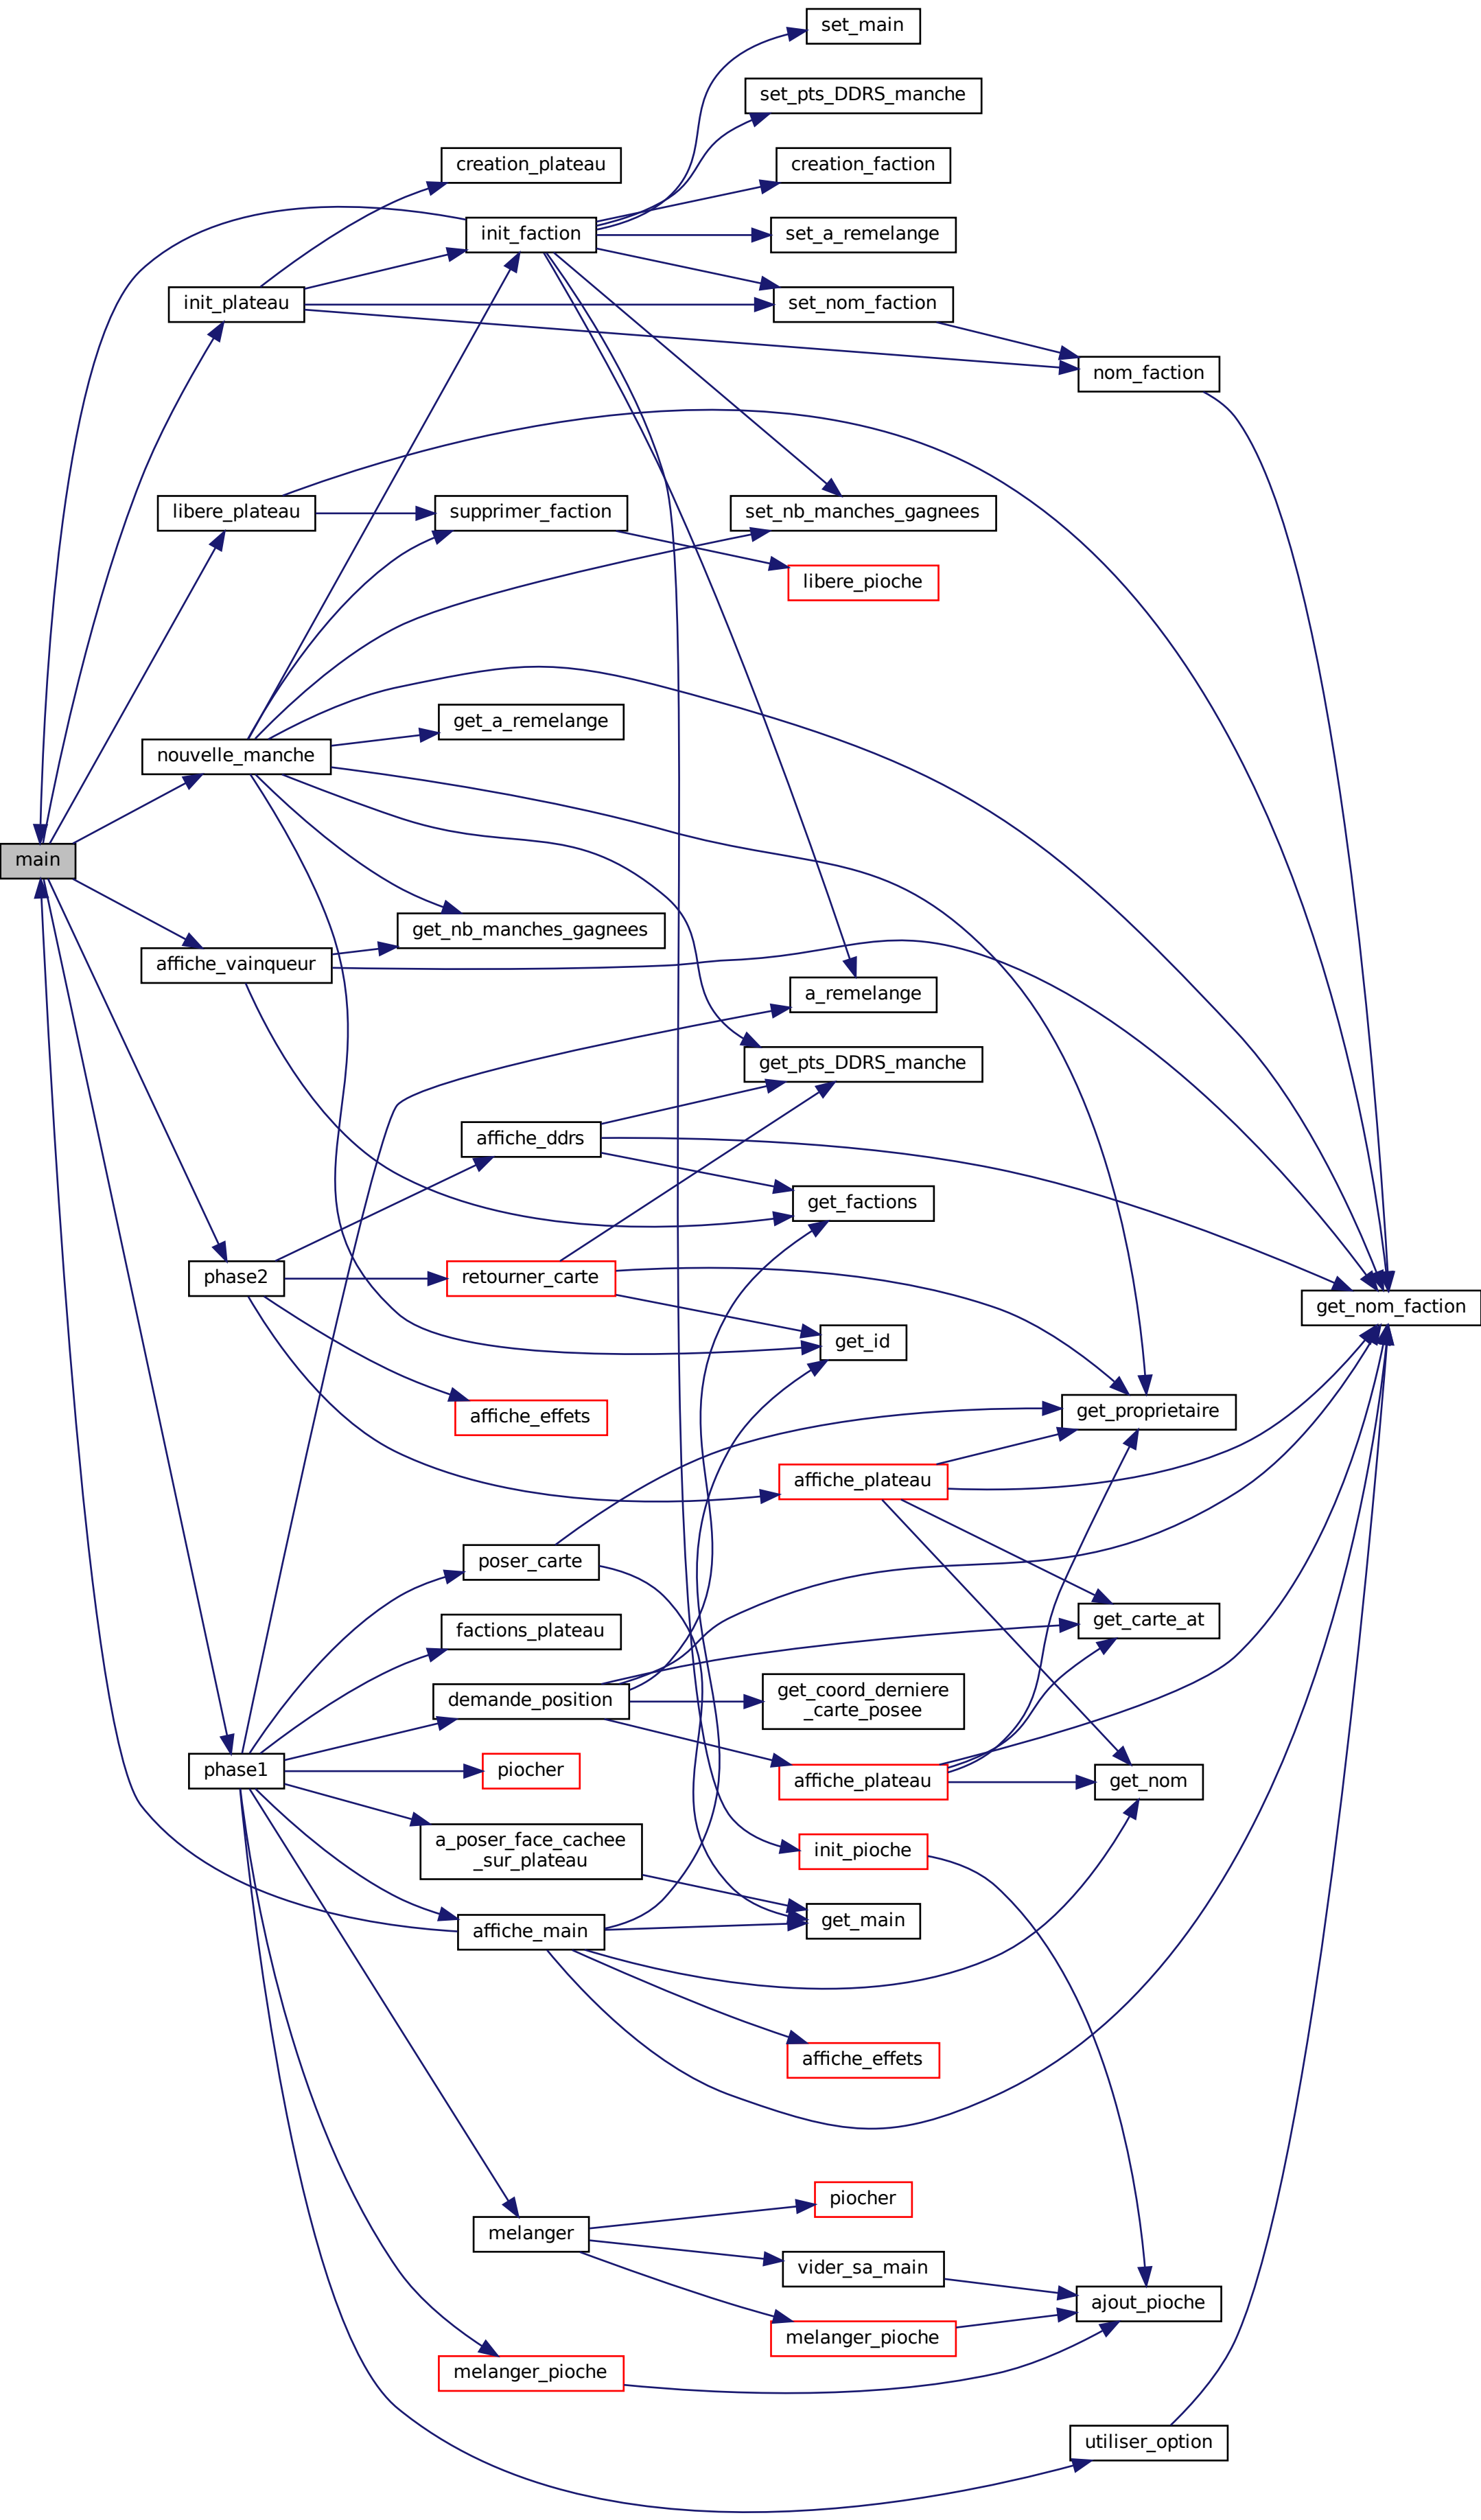 set_main
set_pts_DDRS_manche
creation_plateau
creation_faction
init_faction
set_a_remelange
init_plateau
set_nom_faction
nom_faction
libere_plateau
supprimer_faction
set_nb_manches_gagnees
libere_pioche
get_a_remelange
nouvelle_manche
main
get_nb_manches_gagnees
affiche_vainqueur
a_remelange
get_pts_DDRS_manche
affiche_ddrs
get_factions
phase2
retourner_carte
get_nom_faction
get_id
affiche_effets
get_proprietaire
affiche_plateau
poser_carte
factions_plateau
get_carte_at
demande_position
get_coord_derniere
_carte_posee
phase1
piocher
affiche_plateau
get_nom
a_poser_face_cachee
_sur_plateau
init_pioche
affiche_main
get_main
affiche_effets
piocher
melanger
vider_sa_main
ajout_pioche
melanger_pioche
melanger_pioche
utiliser_option